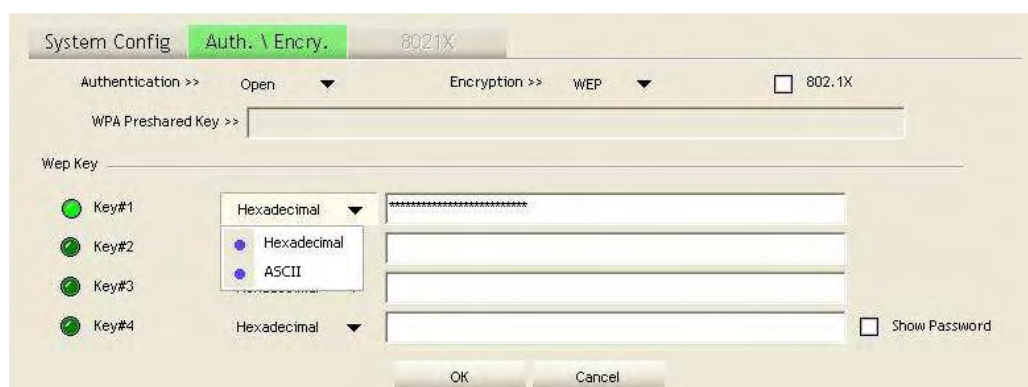 System Config Auth. \ Encry. 8021X
Authentication >> Open Encryption >> WEP 802.1X
WPA Preshared Key >>
Wep Key
Key#1 Hexadecimal **************************
Key#2 Hexadecimal
Key#3 ASCII
Key#4 Hexadecimal Show Password
OK Cancel